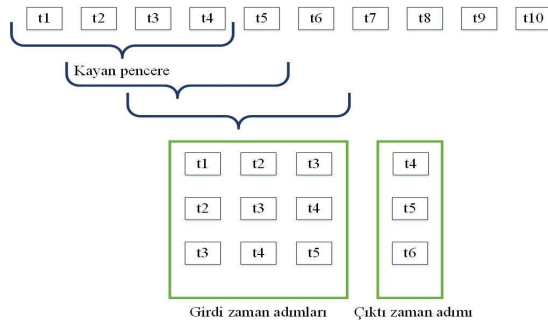 t1 t2 t3 t4 t5 t6 t7 t8 t9 t10
Kayan pencere
t1 t2 t3 t4
t2 t3 t4 t5
t3 t4 t5 t6
Girdi zaman adımları Çıktı zaman adımı